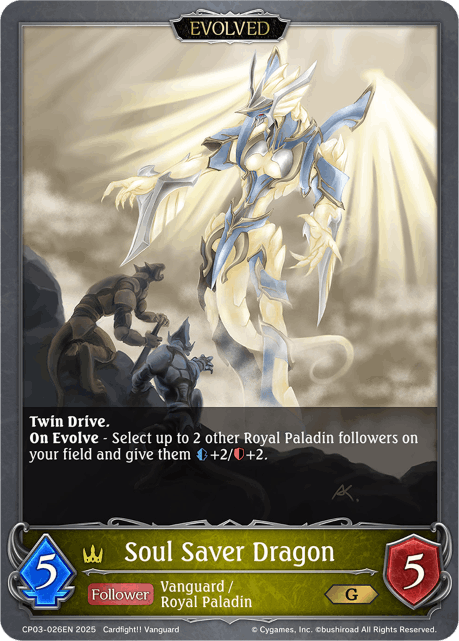 EVOLVED
Twin Drive.
On Evolve - Select up to 2 other Royal Paladin followers on
your field and give them +2/+2.
AK.
5
Soul Saver Dragon
5
Follower
Vanguard /
Royal Paladin
G
CP03-026EN 2025 Cardfight!! Vanguard
© Cygames, Inc. ©bushiroad All Rights Reserved.